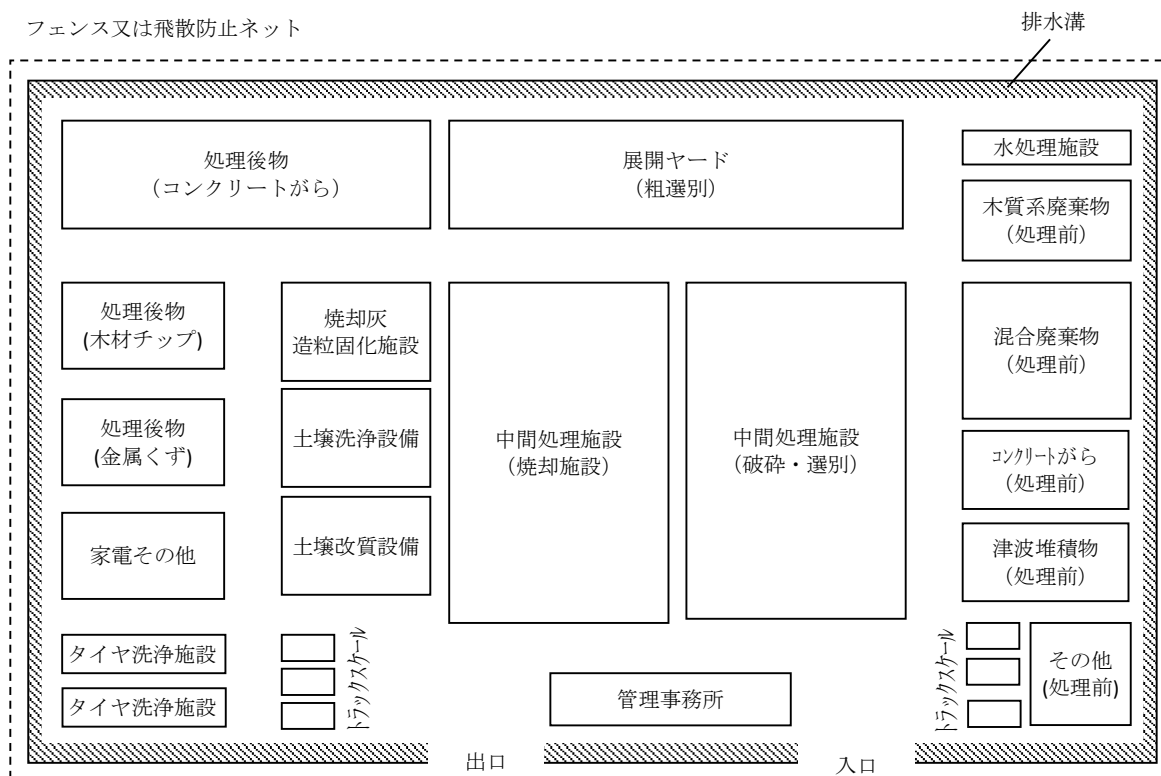 フェンス又は飛散防止ネット
排水溝
処理後物
（コンクリートがら）
展開ヤード
（粗選別）
水処理施設
木質系廃棄物
（処理前）
処理後物
(木材チップ)
焼却灰
造粒固化施設
中間処理施設
（焼却施設）
中間処理施設
（破砕・選別）
混合廃棄物
（処理前）
処理後物
(金属くず)
土壌洗浄設備
コンクリートがら
（処理前）
家電その他
土壌改質設備
津波堆積物
（処理前）
タイヤ洗浄施設
タイヤ洗浄施設
トラックスケール
管理事務所
トラックスケール
その他
(処理前)
出口
入口